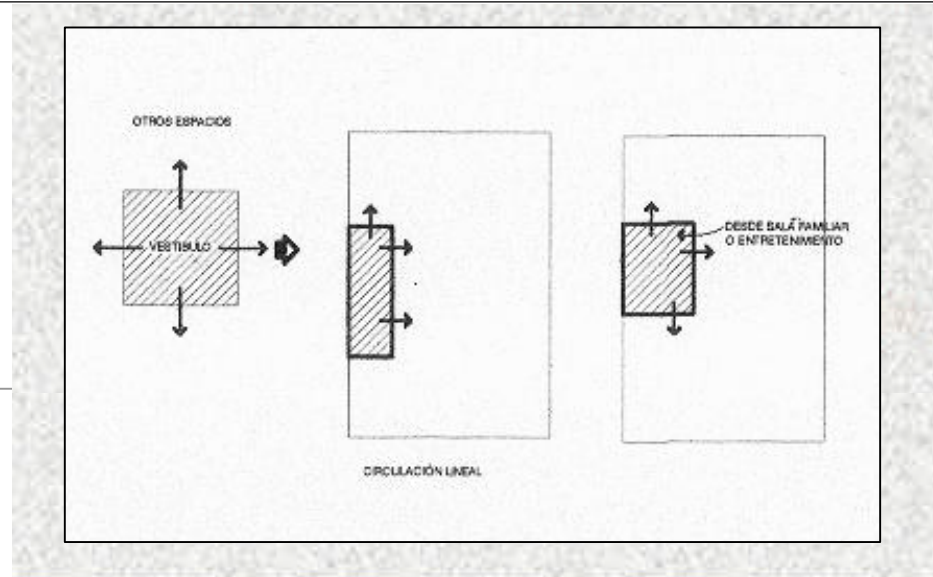 OTROS ESPACIOS
VESTIBULO
DESDE SALA FAMILIAR
O ENTRETENIMIENTO
CIRCULACIÓN LINEAL